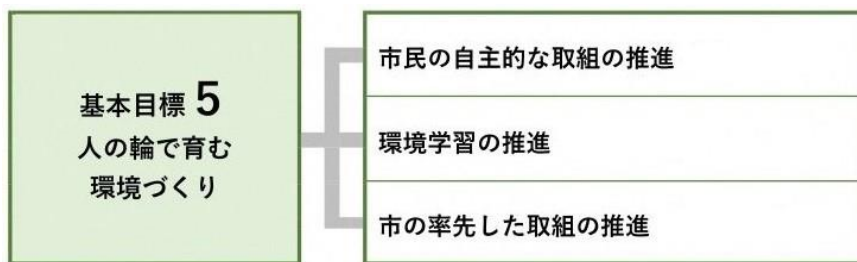 基本目標 5
人の輪で育む
環境づくり
市民の自主的な取組の推進
環境学習の推進
市の率先した取組の推進